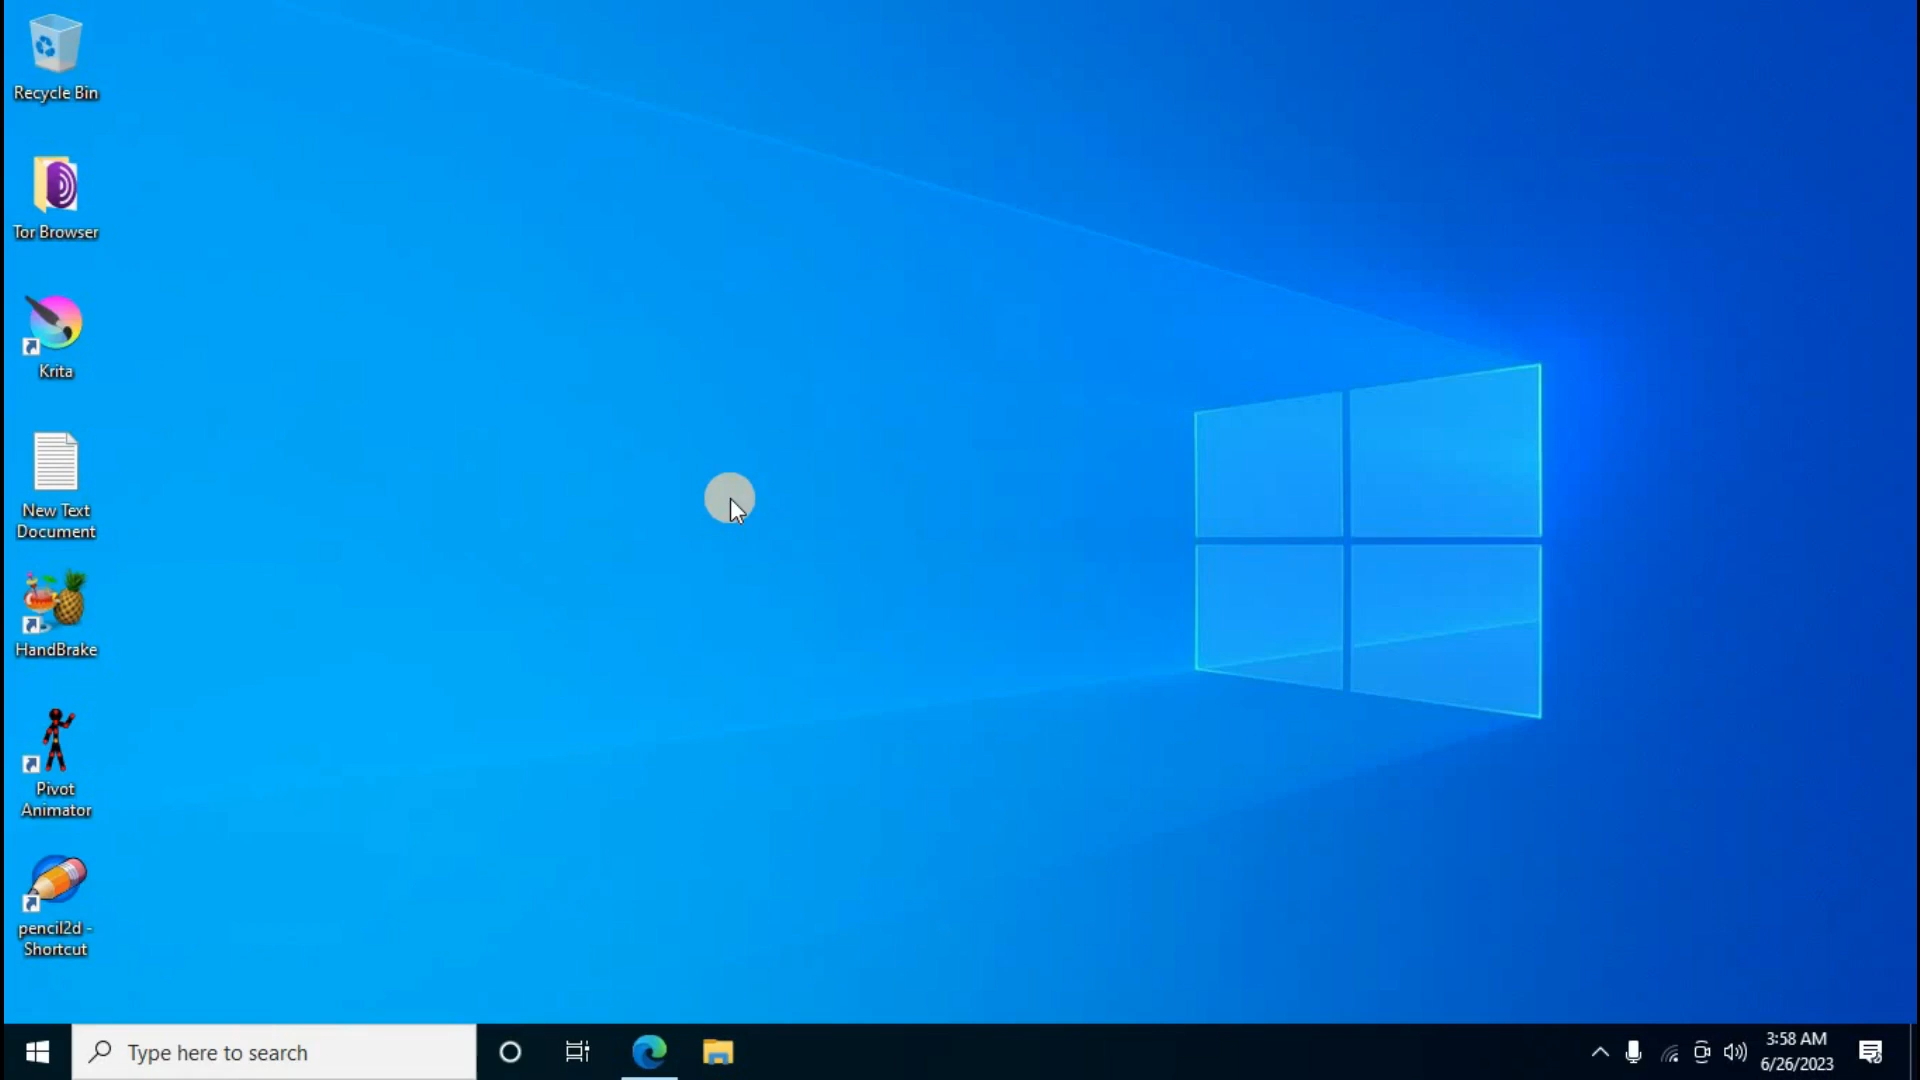 Recycle Bin
Tor Browser
Krita
New Text
Document
HandBrake
Pivot
Animator
pencil2d -
Shortcut
Type here to search
3:58 AM
6/26/2023